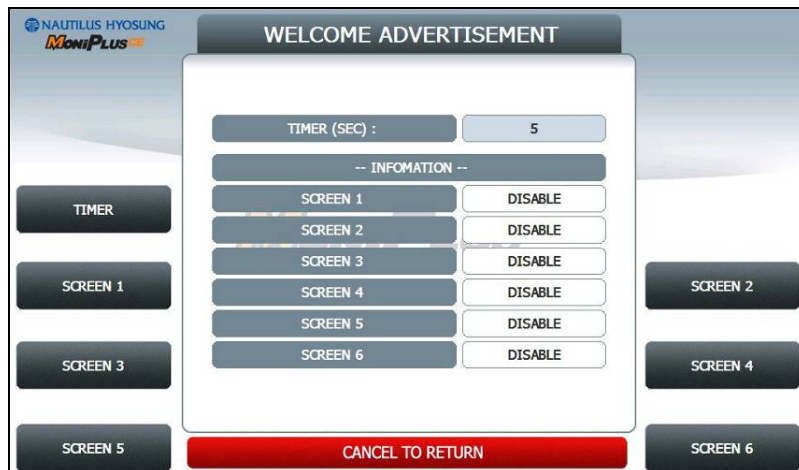 NAUTILUS HYOSUNG
MoniPlus CE
WELCOME ADVERTISEMENT
TIMER (SEC) : 5
-- INFOMATION --
SCREEN 1 DISABLE
SCREEN 2 DISABLE
SCREEN 3 DISABLE
SCREEN 4 DISABLE
SCREEN 5 DISABLE
SCREEN 6 DISABLE
TIMER
SCREEN 1
SCREEN 2
SCREEN 3
SCREEN 4
SCREEN 5
CANCEL TO RETURN
SCREEN 6